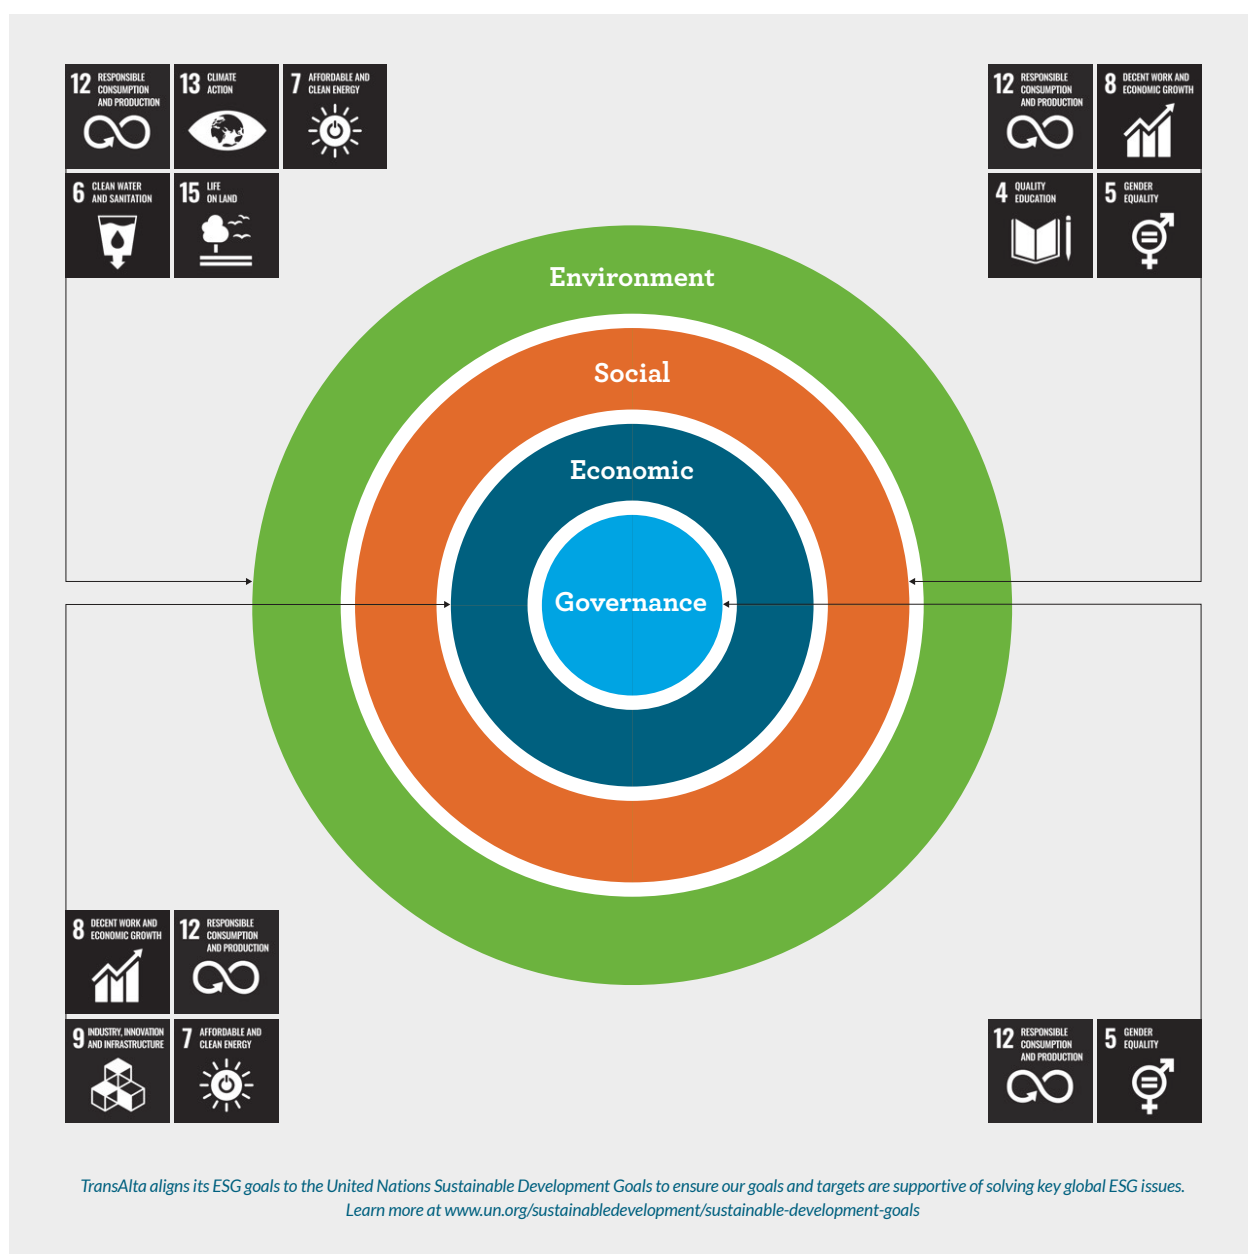 12 RESPONSIBLE
CONSUMPTION
AND PRODUCTION
13 CLIMATE
ACTION
7 AFFORDABLE AND
CLEAN ENERGY
6 CLEAN WATER
AND SANITATION
15 LIFE
ON LAND
12 RESPONSIBLE
CONSUMPTION
AND PRODUCTION
8 DECENT WORK AND
ECONOMIC GROWTH
4 QUALITY
EDUCATION
5 GENDER
EQUALITY
Environment
Social
Economic
Governance
8 DECENT WORK AND
ECONOMIC GROWTH
12 RESPONSIBLE
CONSUMPTION
AND PRODUCTION
9 INDUSTRY, INNOVATION
AND INFRASTRUCTURE
7 AFFORDABLE AND
CLEAN ENERGY
12 RESPONSIBLE
CONSUMPTION
AND PRODUCTION
5 GENDER
EQUALITY
TransAlta aligns its ESG goals to the United Nations Sustainable Development Goals to ensure our goals and targets are supportive of solving key global ESG issues.
Learn more at www.un.org/sustainabledevelopment/sustainable-development-goals